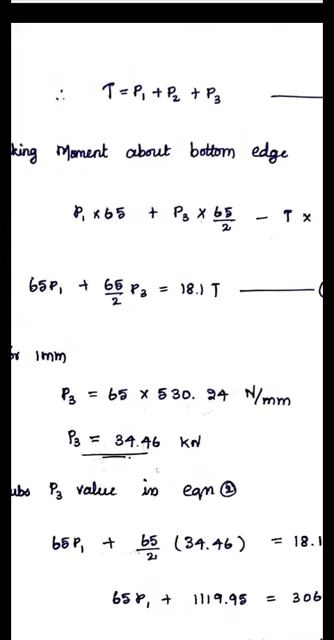 ∴ T = P₁ + P₂ + P₃
king Moment about bottom edge
P₁ × 65 + P₃ × 65/2 – T ×
65P₁ + 65/2 P₃ = 18.1 T
1mm
P₃ = 65 × 530.24 N/mm
P₃ = 34.46 kN
ubs P₃ value in eqn ②
65P₁ + 65/2 (34.46) = 18.1
65P₁ + 1119.95 = 306